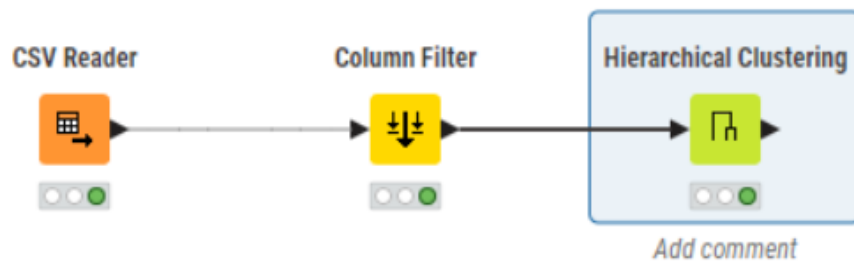 CSV Reader
Column Filter
Hierarchical Clustering
Add comment